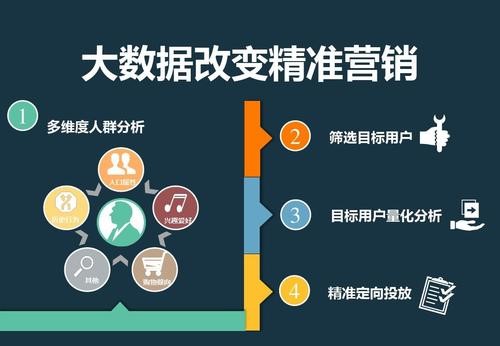 大数据改变精准营销
1
多维度人群分析
人口属性
历史行为
兴趣爱好
其他
购物倾向
2
筛选目标用户
3
目标用户量化分析
4
精准定向投放